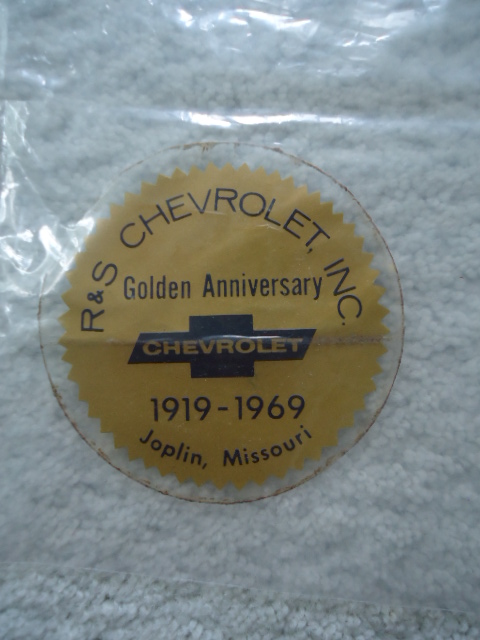 R&S CHEVROLET, INC.
Golden Anniversary
CHEVROLET
1919-1969
Joplin, Missouri